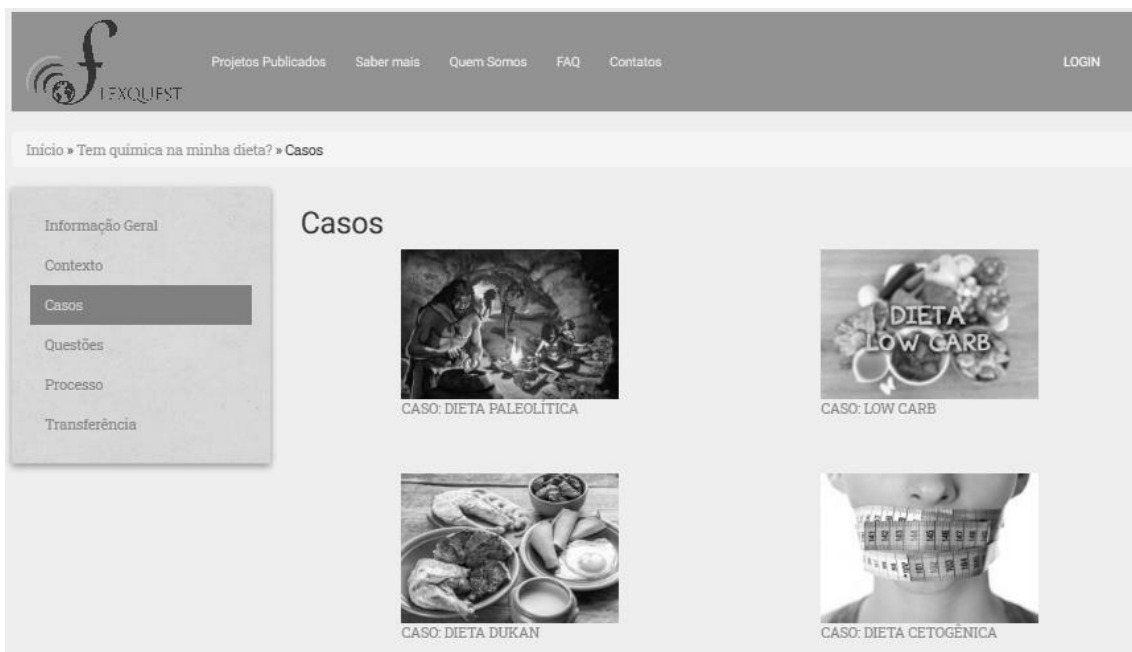 FLEXQUEST
Projetos Publicados Saber mais Quem Somos FAQ Contatos LOGIN
Início » Tem química na minha dieta? » Casos
Informação Geral
Contexto
Casos
Questões
Processo
Transferência
Casos
DIETA
LOW CARB
CASO: DIETA PALEOLÍTICA
CASO: LOW CARB
CASO: DIETA DUKAN
CASO: DIETA CETOGÊNICA